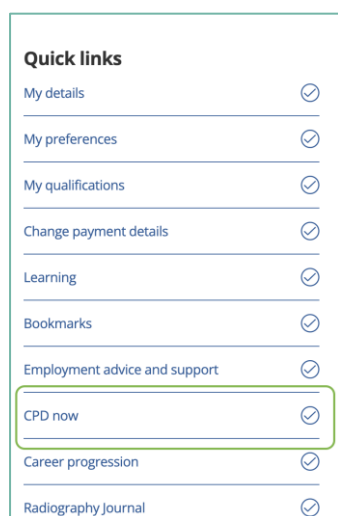 Quick links
My details
My preferences
My qualifications
Change payment details
Learning
Bookmarks
Employment advice and support
CPD now
Career progression
Radiography Journal